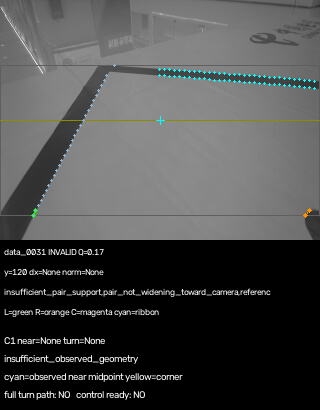 data_0031 INVALID Q=0.17
y=120 dx=None norm=None
insufficient_pair_support,pair_not_widening_toward_camera,referenc
L=green R=orange C=magenta cyan=ribbon
C1 near=None turn=None
insufficient_observed_geometry
cyan=observed near midpoint yellow=corner
full turn path: NO control ready: NO